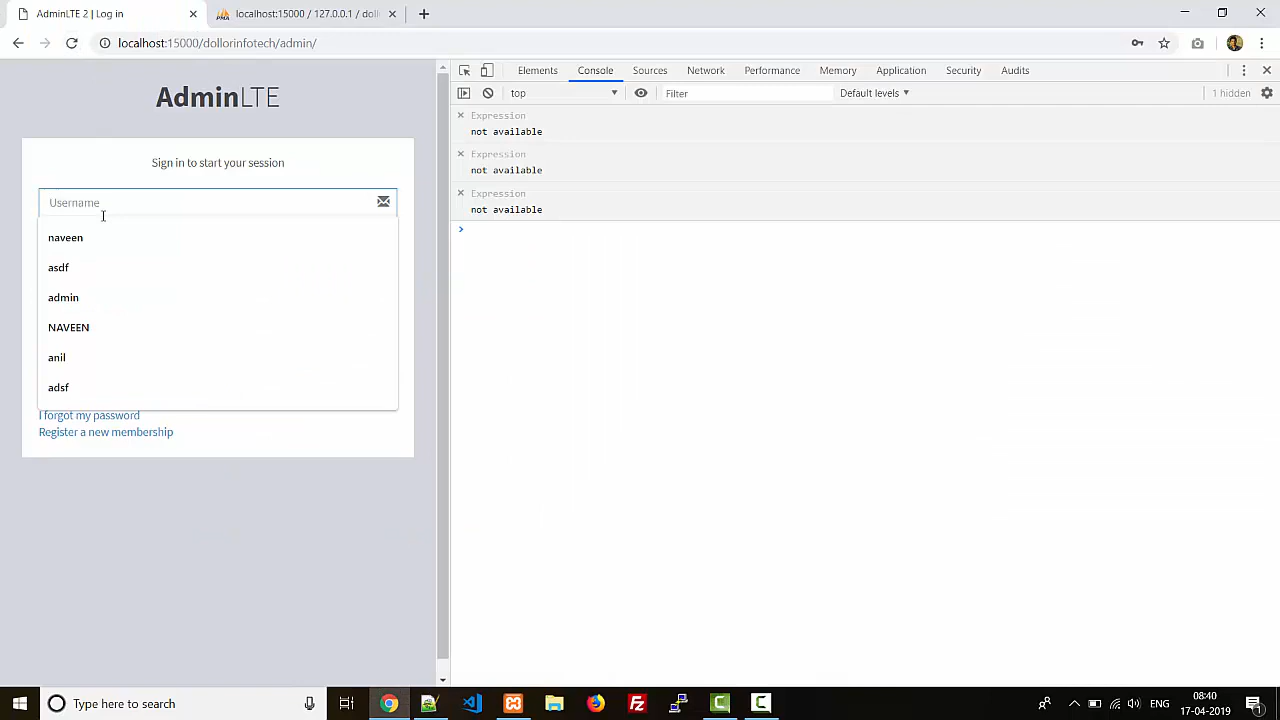 AdminLTE 2 | Log in
localhost:15000 / 127.0.0.1 / doll
localhost:15000/dollorinfotech/admin/
AdminLTE
Sign in to start your session
Username
naveen
asdf
admin
NAVEEN
anil
adsf
I forgot my password
Register a new membership
Elements Console Sources Network Performance Memory Application Security Audits
top Filter Default levels 1 hidden
Expression
not available
Expression
not available
Expression
not available
Type here to search
ENG
08:40
17-04-2019